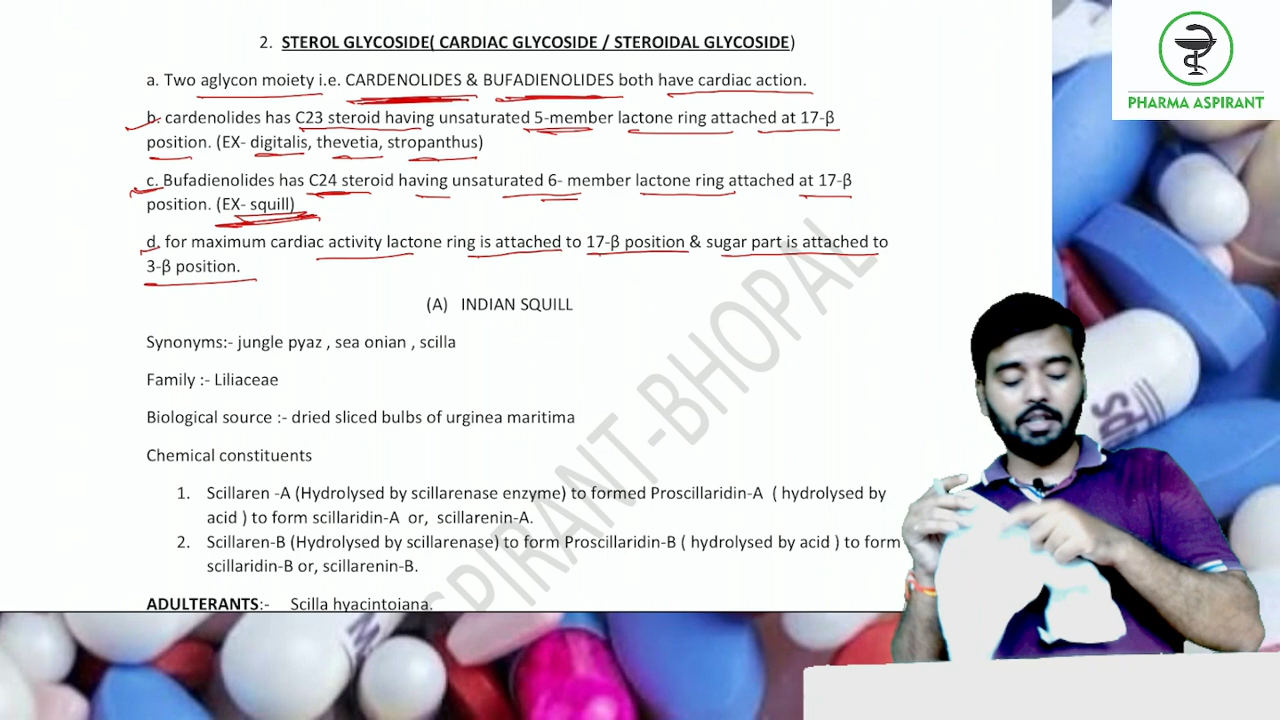 2. STEROL GLYCOSIDE( CARDIAC GLYCOSIDE / STEROIDAL GLYCOSIDE)
a. Two aglycon moiety i.e. CARDENOLIDES & BUFADIENOLIDES both have cardiac action.
b. cardenolides has C23 steroid having unsaturated 5-member lactone ring attached at 17-β
position. (EX- digitalis, thevetia, stropanthus)
c. Bufadienolides has C24 steroid having unsaturated 6- member lactone ring attached at 17-β
position. (EX- squill)
d. for maximum cardiac activity lactone ring is attached to 17-β position & sugar part is attached to
3-β position.
(A) INDIAN SQUILL
Synonyms:- jungle pyaz , sea onian , scilla
Family :- Liliaceae
Biological source :- dried sliced bulbs of urginea maritima
Chemical constituents
1. Scillaren -A (Hydrolysed by scillarenase enzyme) to formed Proscillaridin-A ( hydrolysed by
acid ) to form scillaridin-A or, scillarenin-A.
2. Scillaren-B (Hydrolysed by scillarenase) to form Proscillaridin-B ( hydrolysed by acid ) to form
scillaridin-B or, scillarenin-B.
ADULTERANTS:- Scilla hyacintoiana.
SPIRANT-BHOPAL
PHARMA ASPIRANT